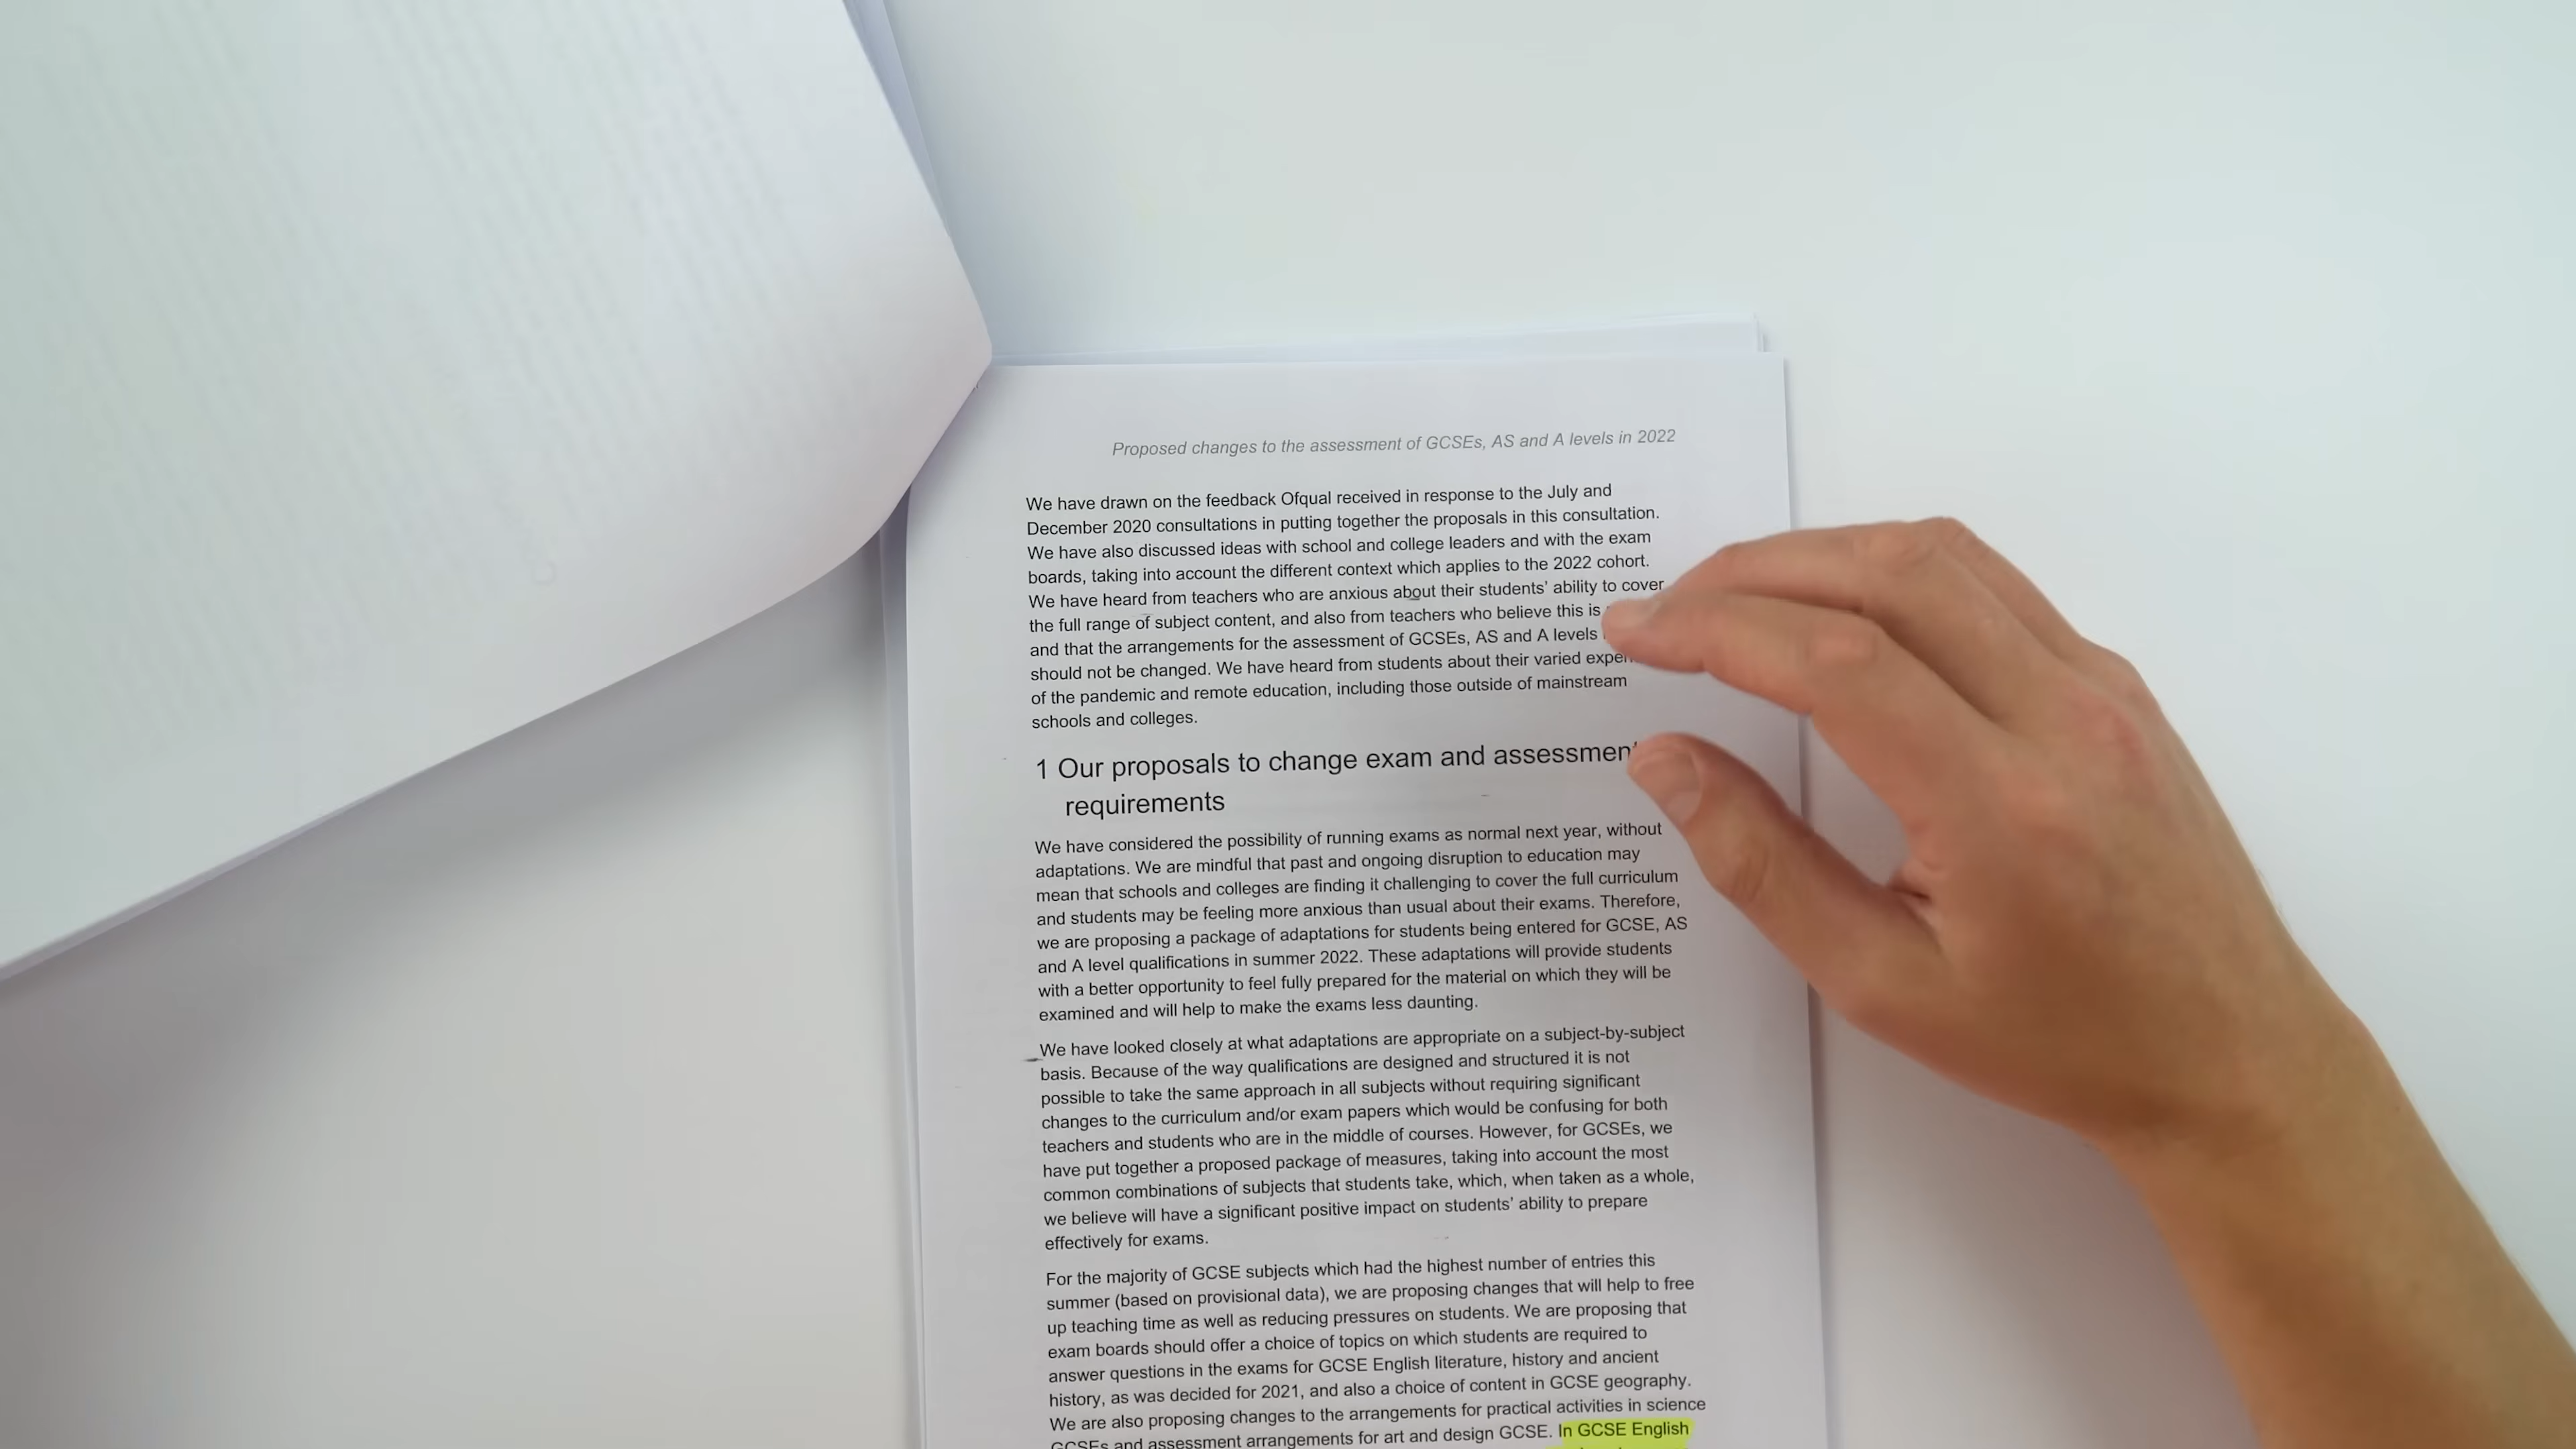 Proposed changes to the assessment of GCSEs, AS and A levels in 2022
We have drawn on the feedback Ofqual received in response to the July and
December 2020 consultations in putting together the proposals in this consultation.
We have also discussed ideas with school and college leaders and with the exam
boards, taking into account the different context which applies to the 2022 cohort.
We have heard from teachers who are anxious about their students' ability to cover
the full range of subject content, and also from teachers who believe this is
and that the arrangements for the assessment of GCSEs, AS and A levels
should not be changed. We have heard from students about their varied
of the pandemic and remote education, including those outside of mainstream
schools and colleges.
1 Our proposals to change exam and assessment
requirements
We have considered the possibility of running exams as normal next year, without
adaptations. We are mindful that past and ongoing disruption to education may
mean that schools and colleges are finding it challenging to cover the full curriculum
and students may be feeling more anxious than usual about their exams. Therefore,
we are proposing a package of adaptations for students being entered for GCSE, AS
and A level qualifications in summer 2022. These adaptations will provide students
with a better opportunity to feel fully prepared for the material on which they will be
examined and will help to make the exams less daunting.
We have looked closely at what adaptations are appropriate on a subject-by-subject
basis. Because of the way qualifications are designed and structured it is not
possible to take the same approach in all subjects without requiring significant
changes to the curriculum and/or exam papers which would be confusing for both
teachers and students who are in the middle of courses. However, for GCSEs, we
have put together a proposed package of measures, taking into account the most
common combinations of subjects that students take, which, when taken as a whole,
we believe will have a significant positive impact on students' ability to prepare
effectively for exams.
For the majority of GCSE subjects which had the highest number of entries this
summer (based on provisional data), we are proposing changes that will help to free
up teaching time as well as reducing pressures on students. We are proposing that
exam boards should offer a choice of topics on which students are required to
answer questions in the exams for GCSE English literature, history and ancient
history, as was decided for 2021, and also a choice of content in GCSE geography.
We are also proposing changes to the arrangements for practical activities in science
GCSEs and assessment arrangements for art and design GCSE. In GCSE English